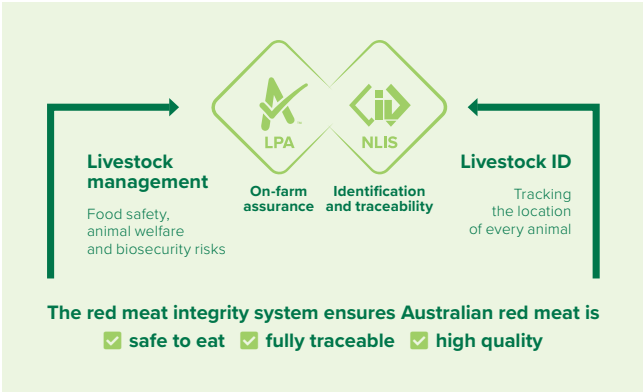 LPA
™
NLIS
Livestock
management
Food safety,
animal welfare
and biosecurity risks
On-farm
assurance
Identification
and traceability
Livestock ID
Tracking
the location
of every animal
The red meat integrity system ensures Australian red meat is
safe to eat fully traceable high quality